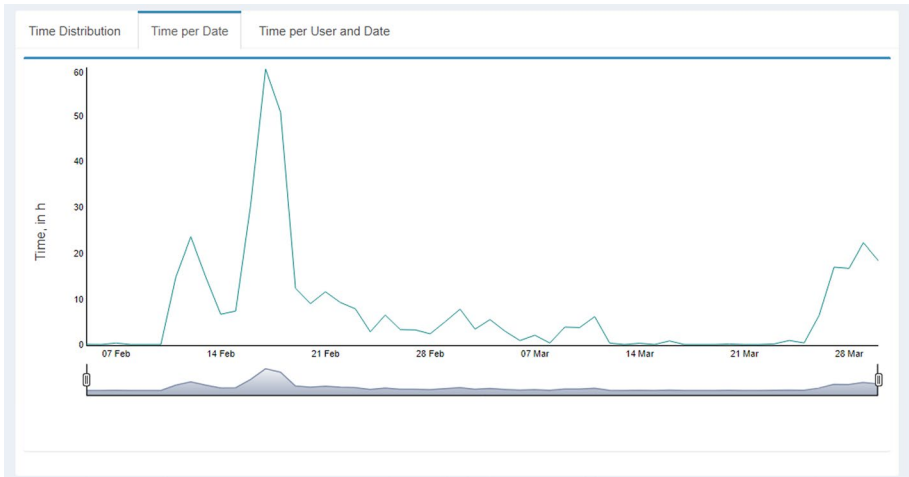 Time Distribution Time per Date Time per User and Date
60
50
40
30
20
10
0
Time, in h
07 Feb 14 Feb 21 Feb 28 Feb 07 Mar 14 Mar 21 Mar 28 Mar